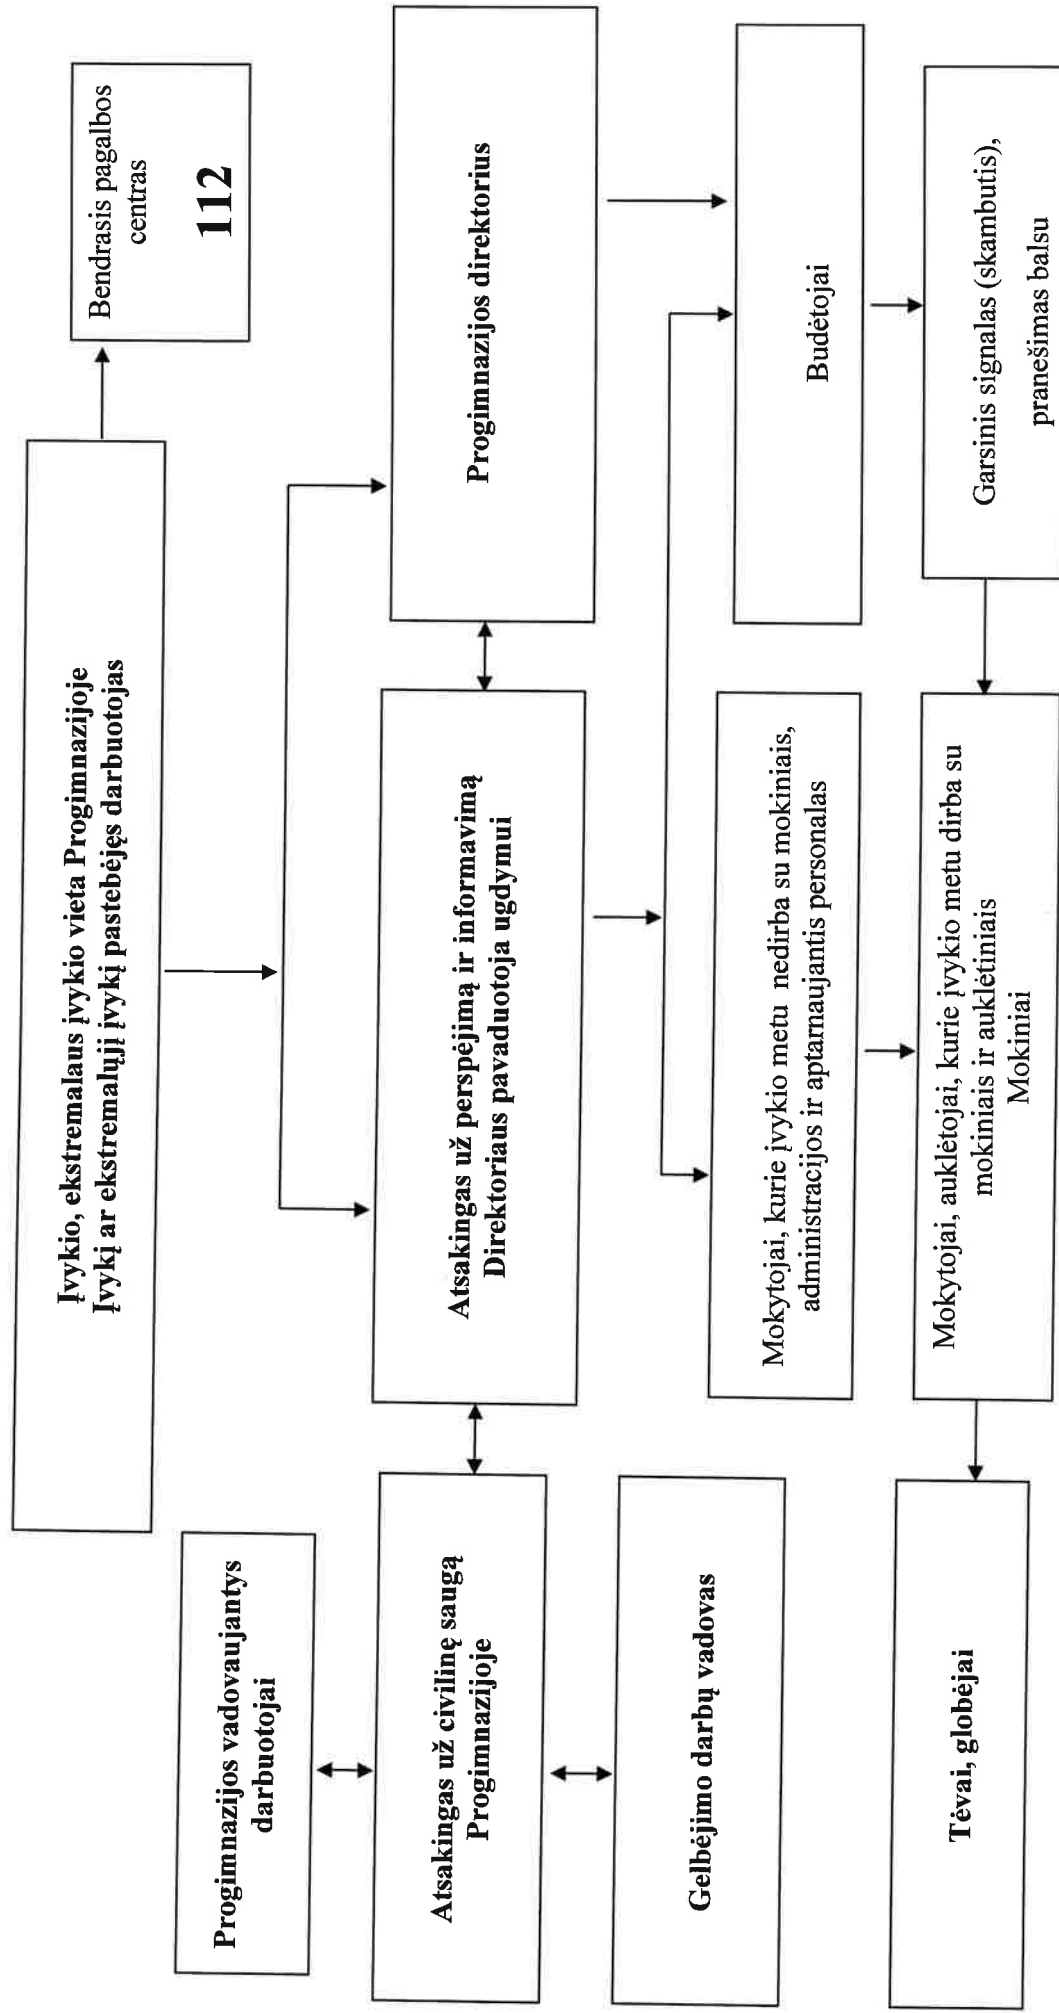 Įvykio, ekstremalaus įvykio vieta Progimnazijoje
Įvykį ar ekstremalųjį įvykį pastebėjęs darbuotojas
Bendrasis pagalbos
centras
112
Progimnazijos vadovaujantys
darbuotojai
Atsakingas už civilinę saugą
Progimnazijoje
Atsakingas už perspėjimą ir informavimą
Direktoriaus pavaduotoja ugdymui
Progimnazijos direktorius
Gelbėjimo darbų vadovas
Mokytojai, kurie įvykio metu nedirba su mokiniais,
administracijos ir aptarnaujantis personalas
Budėtojai
Tėvai, globėjai
Mokytojai, auklėtojai, kurie įvykio metu dirba su
mokiniais ir auklėtiniais
Mokiniai
Garsinis signalas (skambutis),
pranešimas balsu